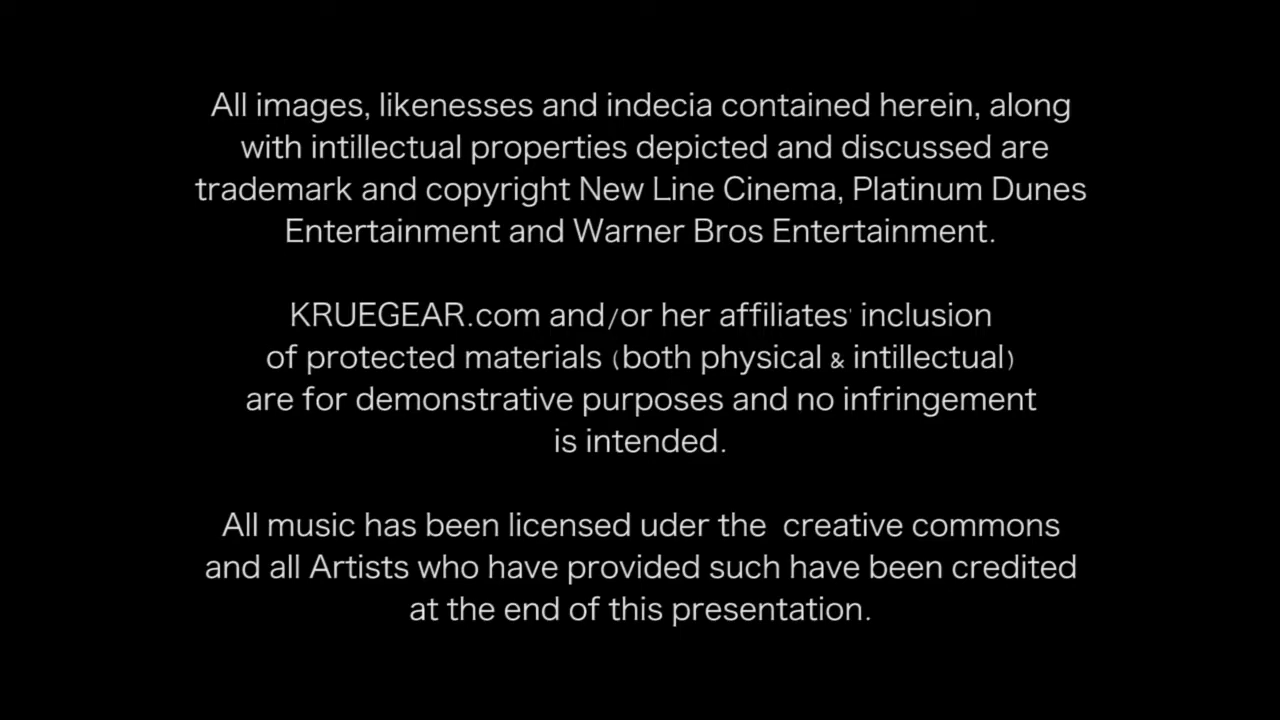 All images, likenesses and indecia contained herein, along
with intillectual properties depicted and discussed are
trademark and copyright New Line Cinema, Platinum Dunes
Entertainment and Warner Bros Entertainment.
KRUEGEAR.com and/or her affiliates' inclusion
of protected materials (both physical & intillectual)
are for demonstrative purposes and no infringement
is intended.
All music has been licensed uder the  creative commons
and all Artists who have provided such have been credited
at the end of this presentation.